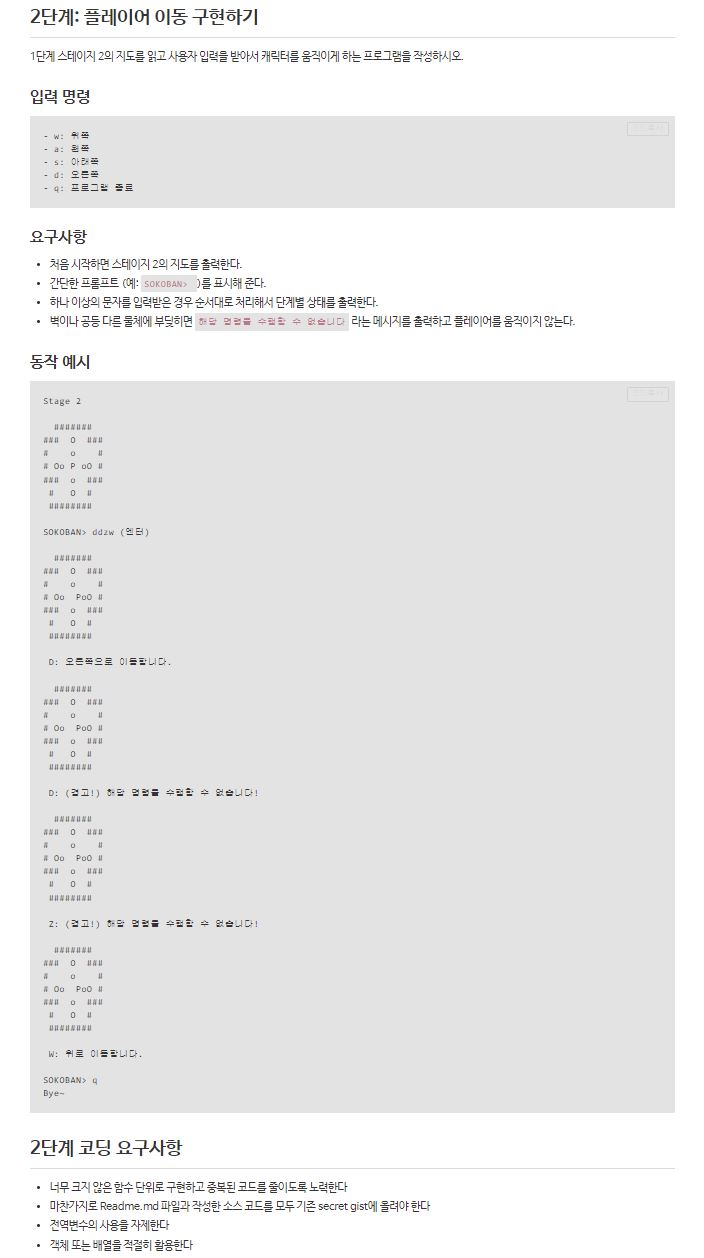 2단계: 플레이어 이동 구현하기
1단계 스테이지 2의 지도를 읽고 사용자 입력을 받아서 캐릭터를 움직이게 하는 프로그램을 작성하시오.
입력 명령
- w: 위쪽
- a: 왼쪽
- s: 아래쪽
- d: 오른쪽
- q: 프로그램 종료
요구사항
• 처음 시작하면 스테이지 2의 지도를 출력한다.
• 간단한 프롬프트 (예: SOKOBAN> )를 표시해 준다.
• 하나 이상의 문자를 입력받은 경우 순서대로 처리해서 단계별 상태를 출력한다.
• 벽이나 공등 다른 물체에 부딪히면 해당 명령을 수행할 수 없습니다 라는 메시지를 출력하고 플레이어를 움직이지 않는다.
동작 예시
Stage 2
  #######
###  O  ###
#    o    #
# Oo P oO #
###  o  ###
 #   O  #
 ########
SOKOBAN> ddzw (엔터)
  #######
###  O  ###
#    o    #
# Oo  PoO #
###  o  ###
 #   O  #
 ########
 D: 오른쪽으로 이동합니다.
  #######
###  O  ###
#    o    #
# Oo  PoO #
###  o  ###
 #   O  #
 ########
 D: (경고!) 해당 명령을 수행할 수 없습니다!
  #######
###  O  ###
#    o    #
# Oo  PoO #
###  o  ###
 #   O  #
 ########
 Z: (경고!) 해당 명령을 수행할 수 없습니다!
  #######
###  O  ###
#    o    #
# Oo  PoO #
###  o  ###
 #   O  #
 ########
 W: 위로 이동합니다.
SOKOBAN> q
Bye~
2단계 코딩 요구사항
• 너무 크지 않은 함수 단위로 구현하고 중복된 코드를 줄이도록 노력한다
• 마찬가지로 Readme.md 파일과 작성한 소스 코드를 모두 기존 secret gist에 올려야 한다
• 전역변수의 사용을 자제한다
• 객체 또는 배열을 적절히 활용한다